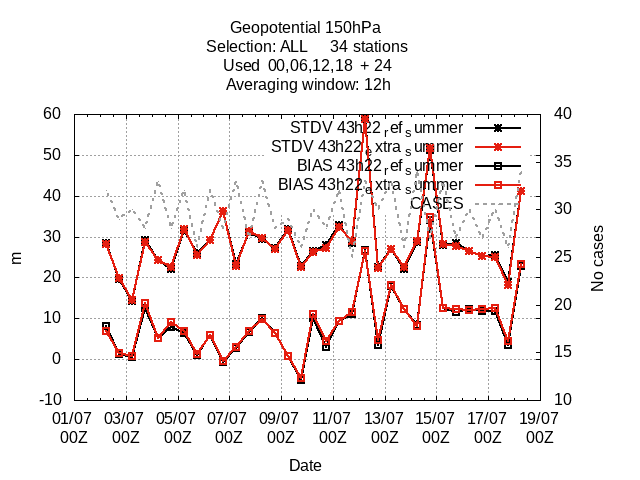 Geopotential 150hPa
Selection: ALL 34 stations
Used 00,06,12,18 + 24
Averaging window: 12h
STDV 43h22_ref_summer
STDV 43h22_extra_summer
BIAS 43h22_ref_summer
BIAS 43h22_extra_summer
CASES
60
50
40
30
20
10
0
-10
40
35
30
25
20
15
10
m
No cases
01/07 03/07 05/07 07/07 09/07 11/07 13/07 15/07 17/07 19/07
00Z 00Z 00Z 00Z 00Z 00Z 00Z 00Z 00Z 00Z
Date